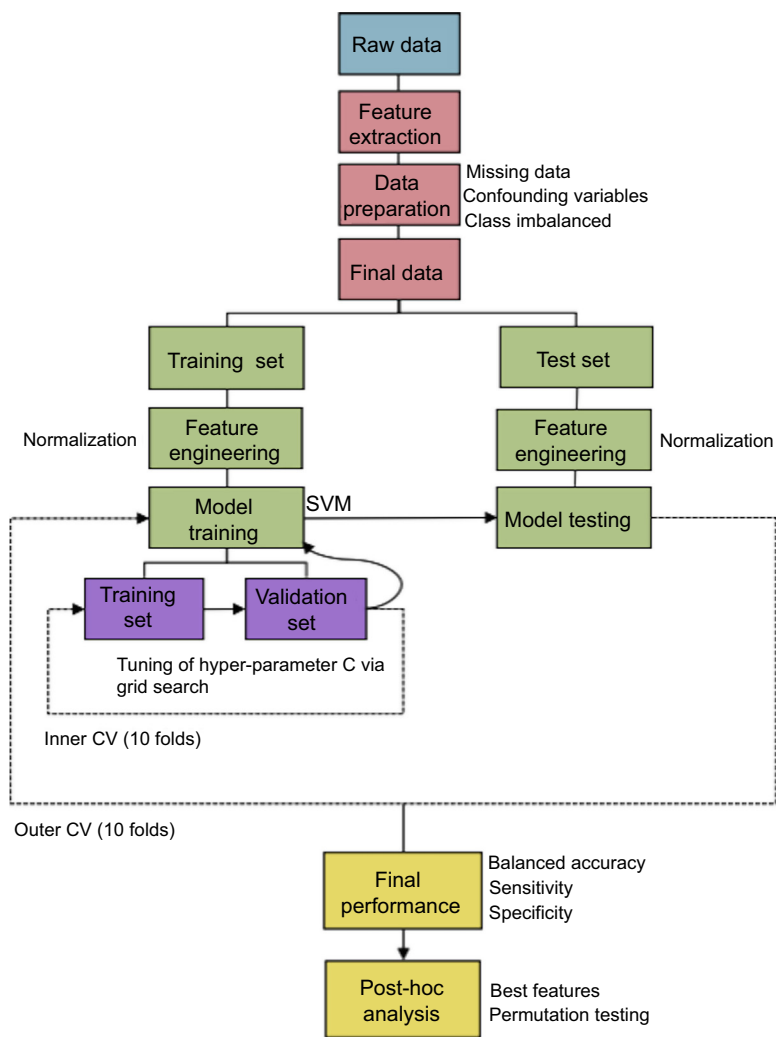 Raw data
Feature
extraction
Data
preparation
Missing data
Confounding variables
Class imbalanced
Final data
Training set
Test set
Normalization
Feature
engineering
Feature
engineering
Normalization
Model
training
SVM
Model testing
Training
set
Validation
set
Tuning of hyper-parameter C via
grid search
Inner CV (10 folds)
Outer CV (10 folds)
Final
performance
Balanced accuracy
Sensitivity
Specificity
Post-hoc
analysis
Best features
Permutation testing